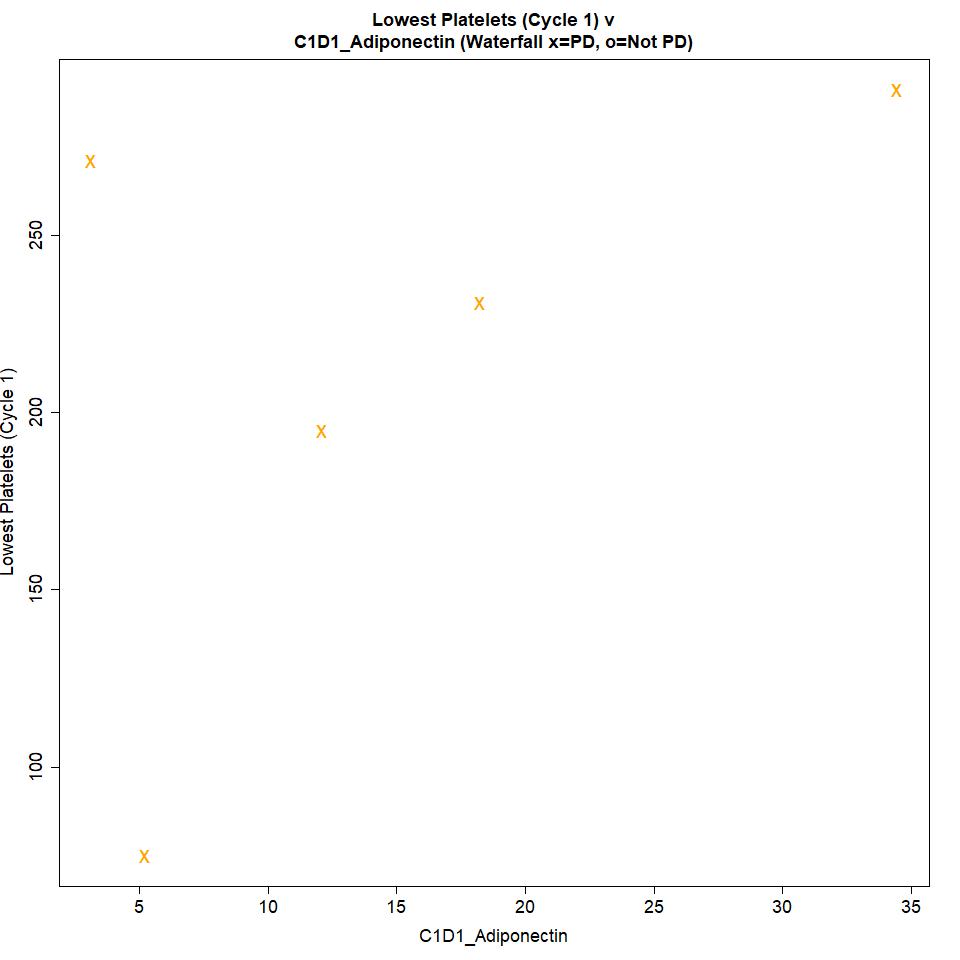 Lowest Platelets (Cycle 1) v
C1D1_Adiponectin (Waterfall x=PD, o=Not PD)
X
X
250
X
200
X
Lowest Platelets (Cycle 1)
150
100
X
5 10 15 20 25 30 35
C1D1_Adiponectin